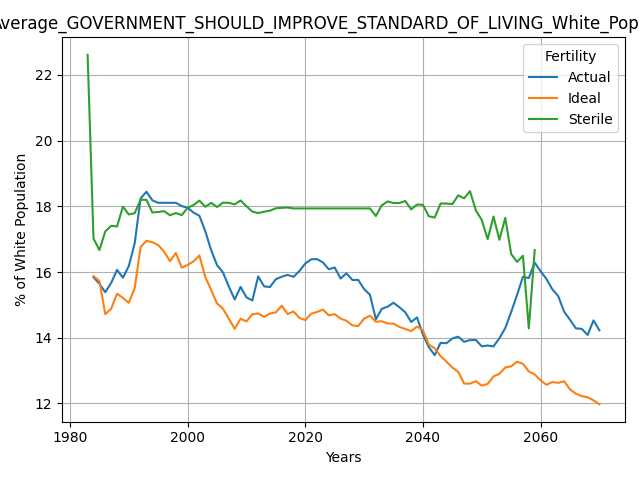 Average_GOVERNMENT_SHOULD_IMPROVE_STANDARD_OF_LIVING_White_Pop
Fertility
Actual
Ideal
Sterile
% of White Population
22
20
18
16
14
12
1980 2000 2020 2040 2060
Years